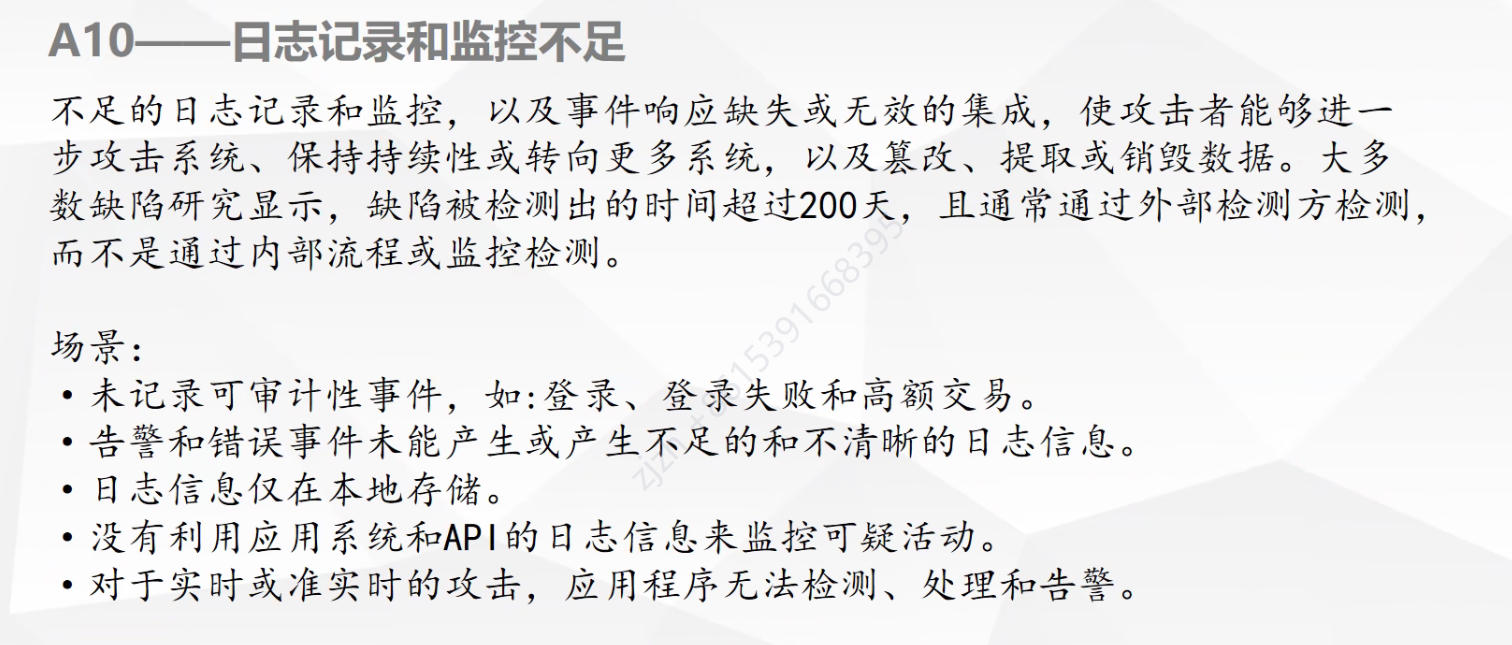 A10——日志记录和监控不足
不足的日志记录和监控，以及事件响应缺失或无效的集成，使攻击者能够进一
步攻击系统、保持持续性或转向更多系统，以及篡改、提取或销毁数据。大多
数缺陷研究显示，缺陷被检测出的时间超过200天，且通常通过外部检测方检测，
而不是通过内部流程或监控检测。
场景：
•未记录可审计性事件，如:登录、登录失败和高额交易。
•告警和错误事件未能产生或产生不足的和不清晰的日志信息。
•日志信息仅在本地存储。
•没有利用应用系统和API的日志信息来监控可疑活动。
•对于实时或准实时的攻击，应用程序无法检测、处理和告警。
zjzn +8615391668395